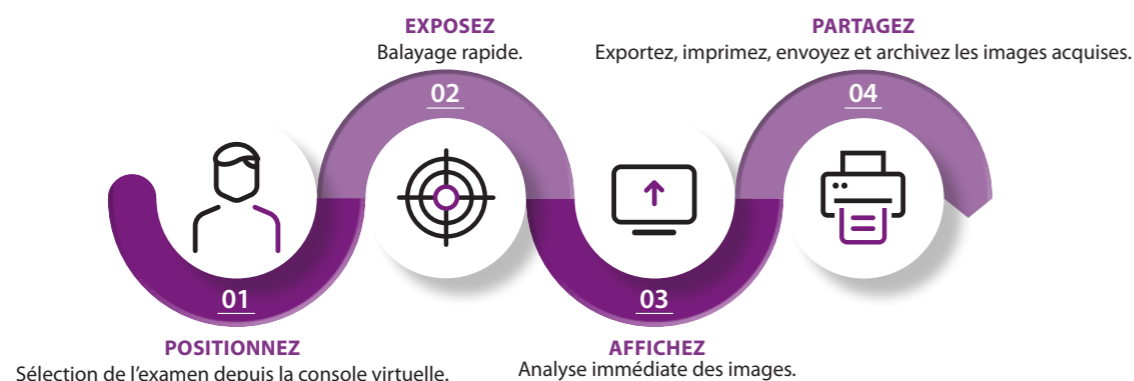 01
POSITIONNEZ
Sélection de l'examen depuis la console virtuelle.
EXPOSEZ
Balayage rapide.
02
03
AFFICHEZ
Analyse immédiate des images.
PARTAGEZ
Exportez, imprimez, envoyez et archivez les images acquises.
04